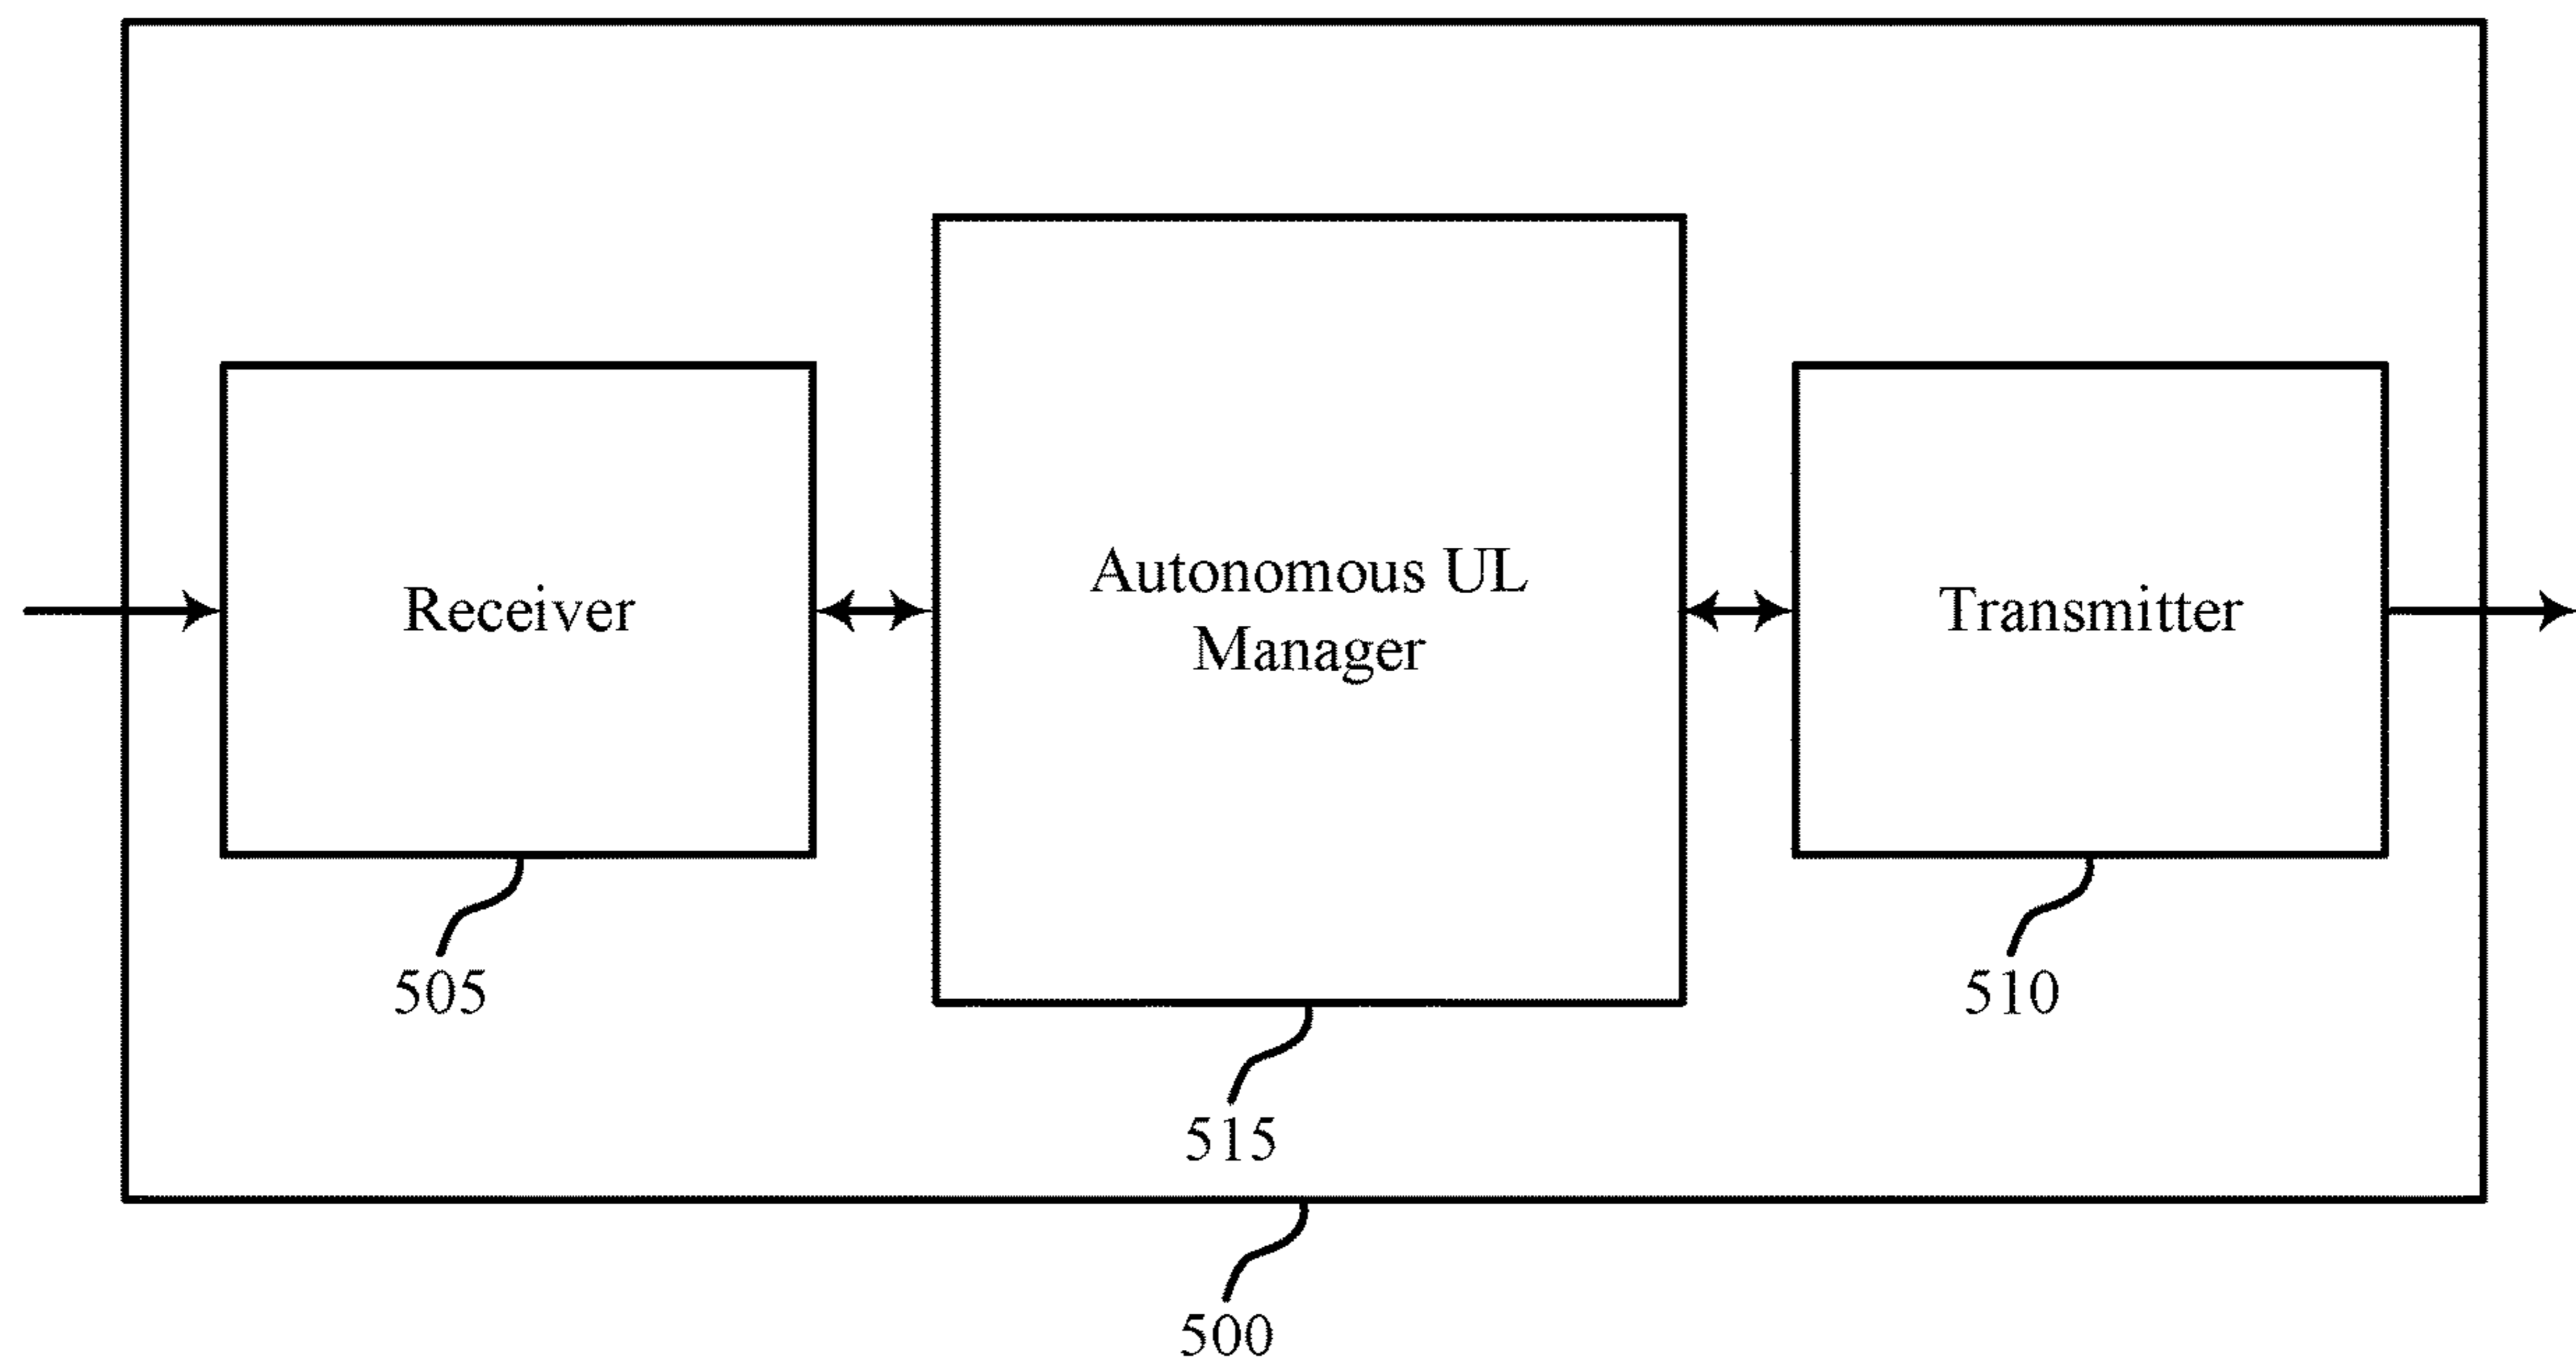 Receiver
Autonomous UL
Manager
Transmitter
505
510
515
500